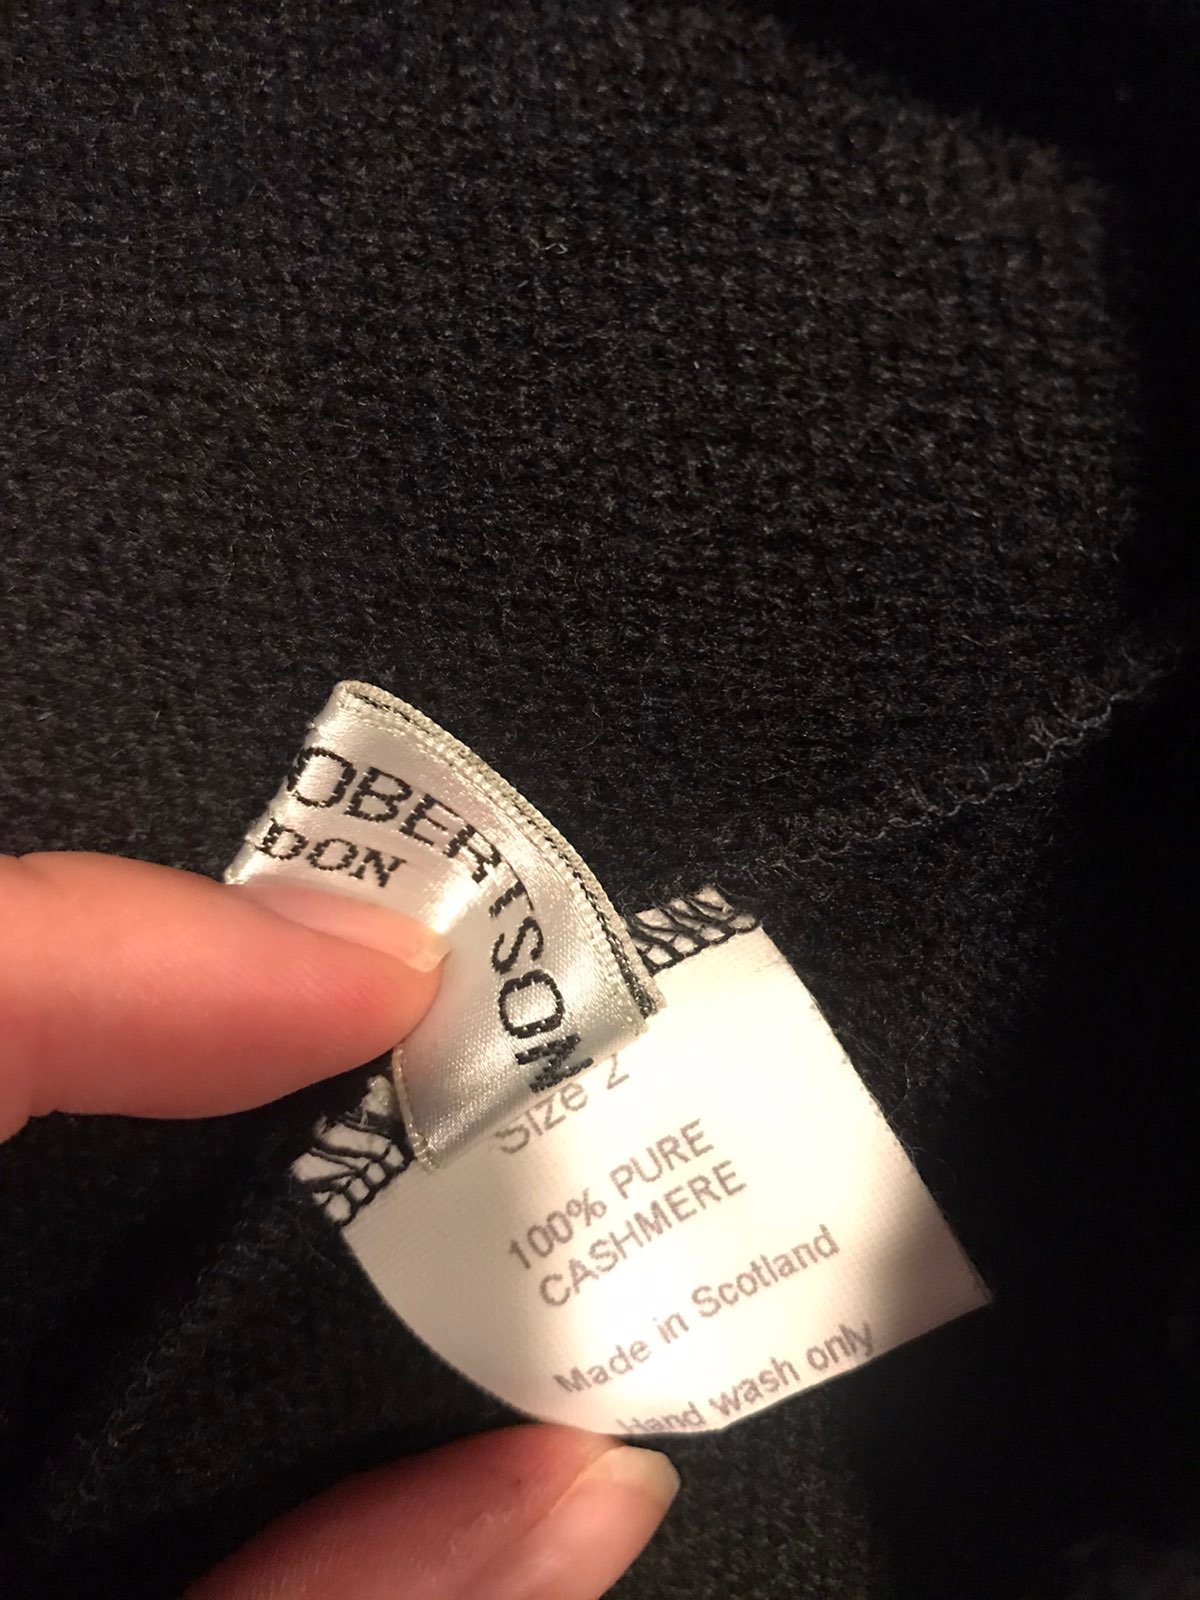 OBERTSON
DON
Size 2
100% PURE
CASHMERE
Made in Scotland
Hand wash only